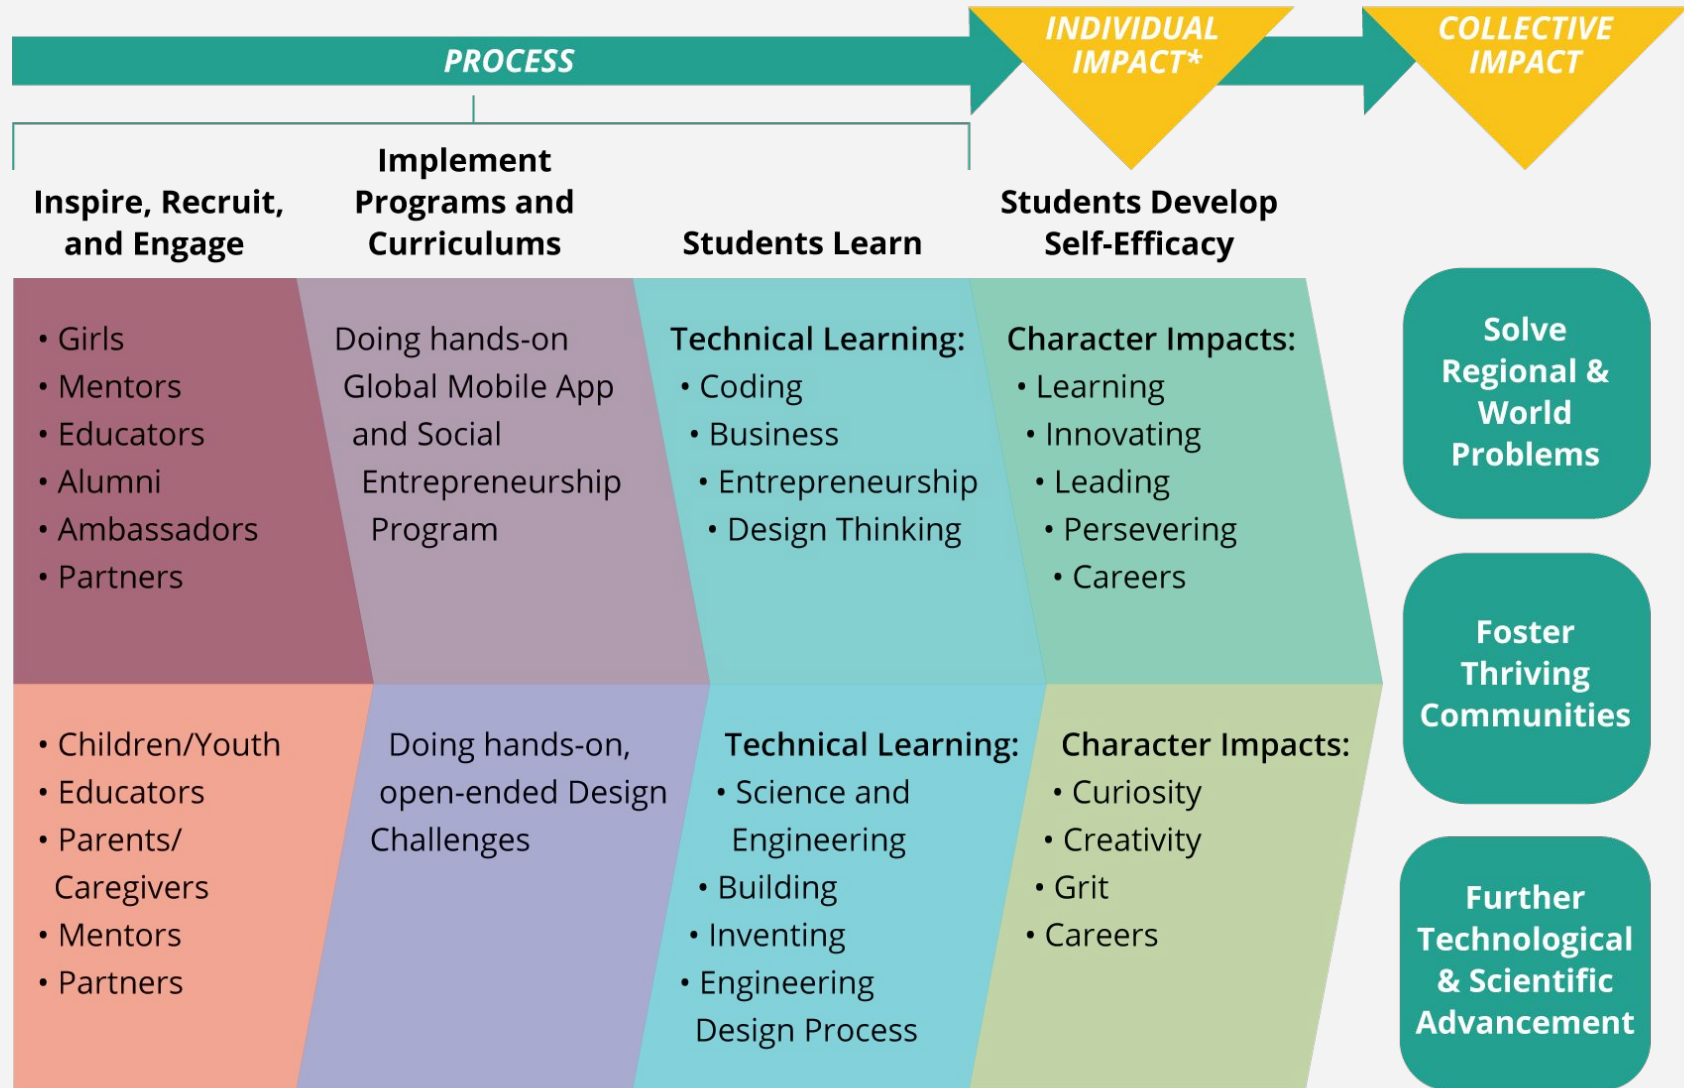 PROCESS
INDIVIDUAL
IMPACT*
COLLECTIVE
IMPACT
Inspire, Recruit,
and Engage
Implement
Programs and
Curriculums
Students Learn
Students Develop
Self-Efficacy
• Girls
• Mentors
• Educators
• Alumni
• Ambassadors
• Partners
Doing hands-on
Global Mobile App
and Social
Entrepreneurship
Program
Technical Learning:
• Coding
• Business
• Entrepreneurship
• Design Thinking
Character Impacts:
• Learning
• Innovating
• Leading
• Persevering
• Careers
• Children/Youth
• Educators
• Parents/
Caregivers
• Mentors
• Partners
Doing hands-on,
open-ended Design
Challenges
Technical Learning:
• Science and
Engineering
• Building
• Inventing
• Engineering
Design Process
Character Impacts:
• Curiosity
• Creativity
• Grit
• Careers
Solve
Regional &
World
Problems
Foster
Thriving
Communities
Further
Technological
& Scientific
Advancement